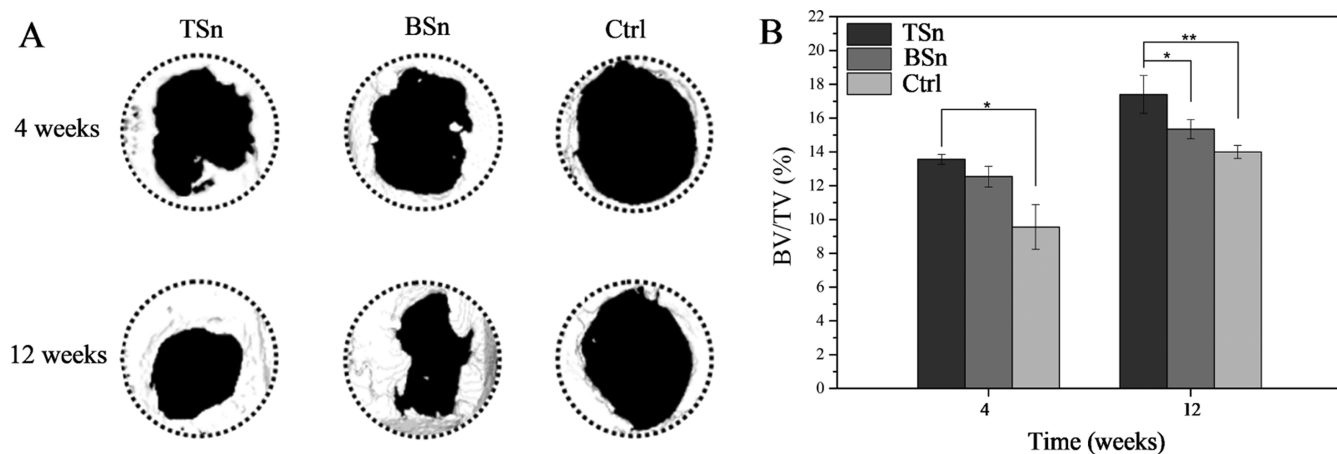 A
TSn BSn Ctrl
4 weeks
12 weeks
B
TSn
BSn
Ctrl
22
20
18
16
14
12
10
8
6
4
2
0
BV/TV (%)
*
**
*
4 12
Time (weeks)